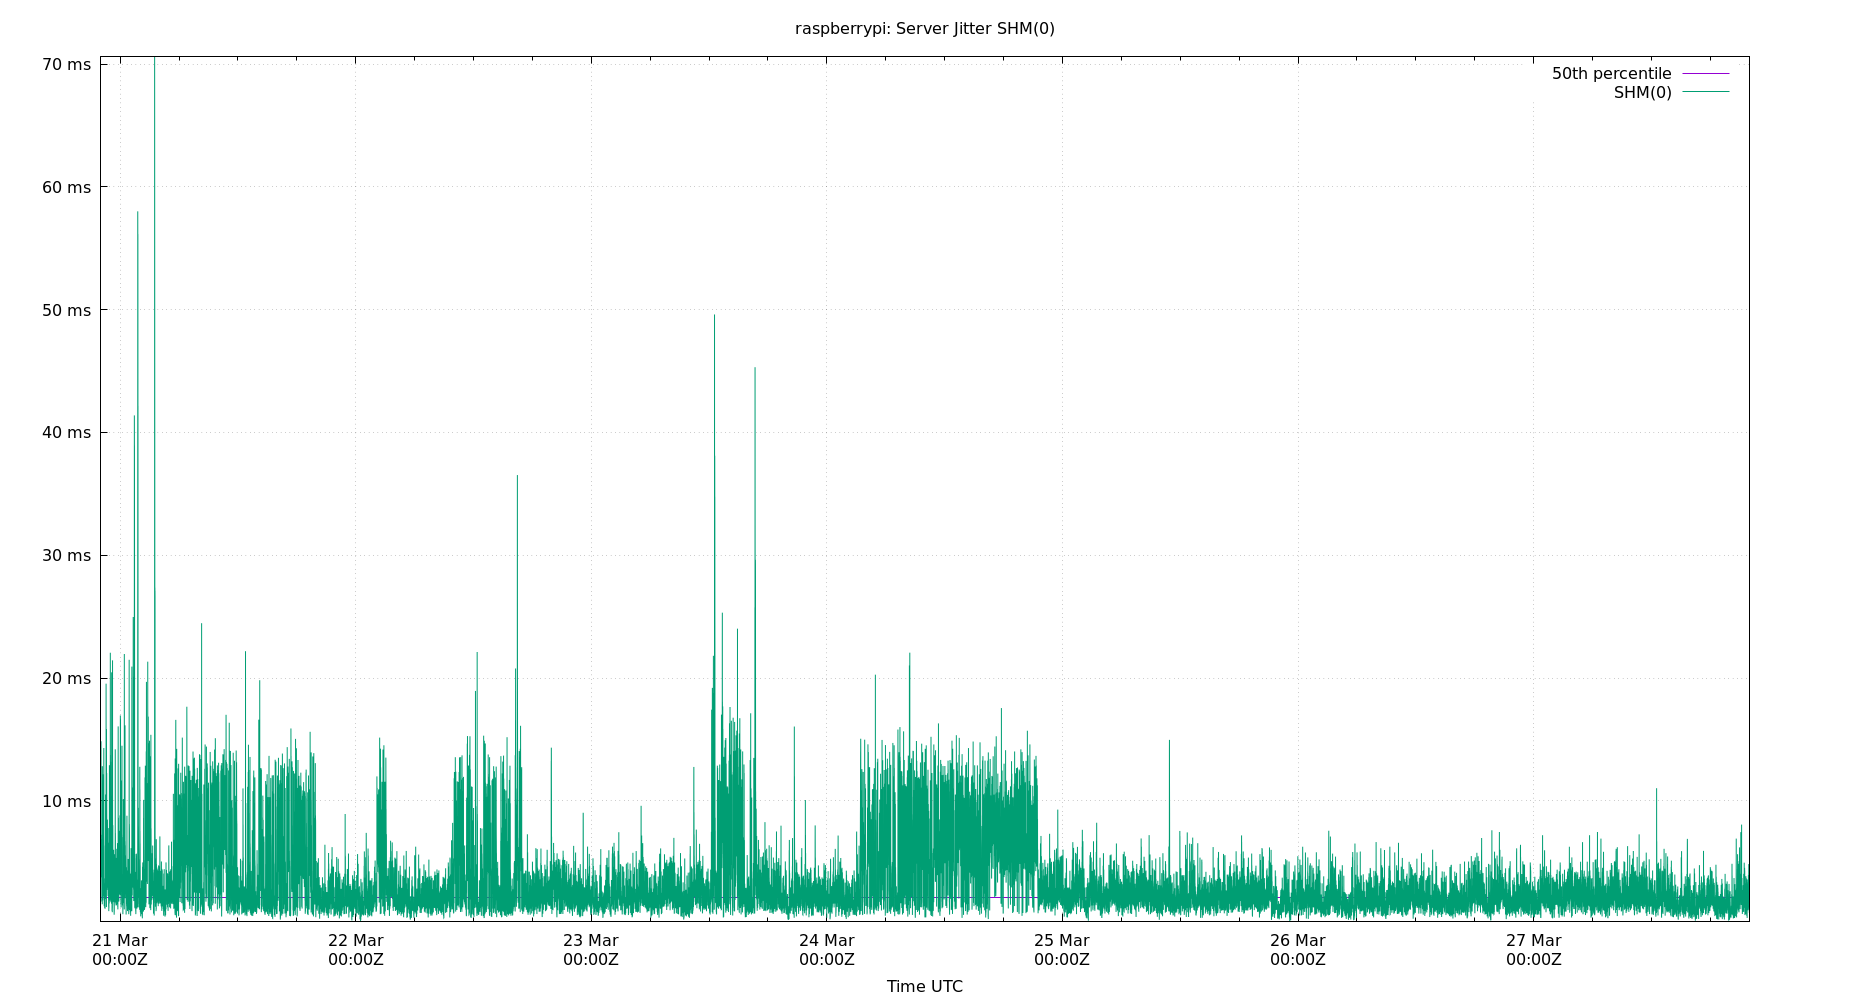 raspberrypi: Server Jitter SHM(0)
70 ms
60 ms
50 ms
40 ms
30 ms
20 ms
10 ms
50th percentile
SHM(0)
21 Mar 22 Mar 23 Mar 24 Mar 25 Mar 26 Mar 27 Mar
00:00Z 00:00Z 00:00Z 00:00Z 00:00Z 00:00Z 00:00Z
Time UTC